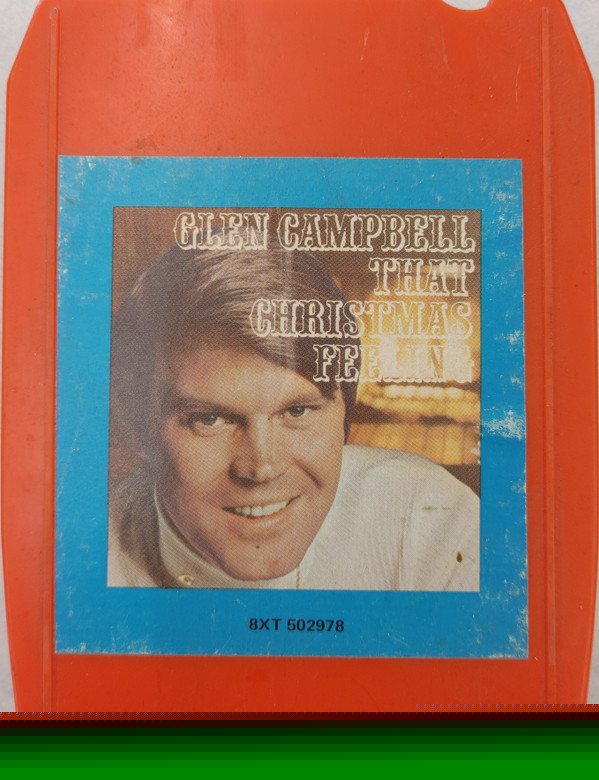 GLEN CAMPBELL
THAT
CHRISTMAS
FEELING
8XT 502978